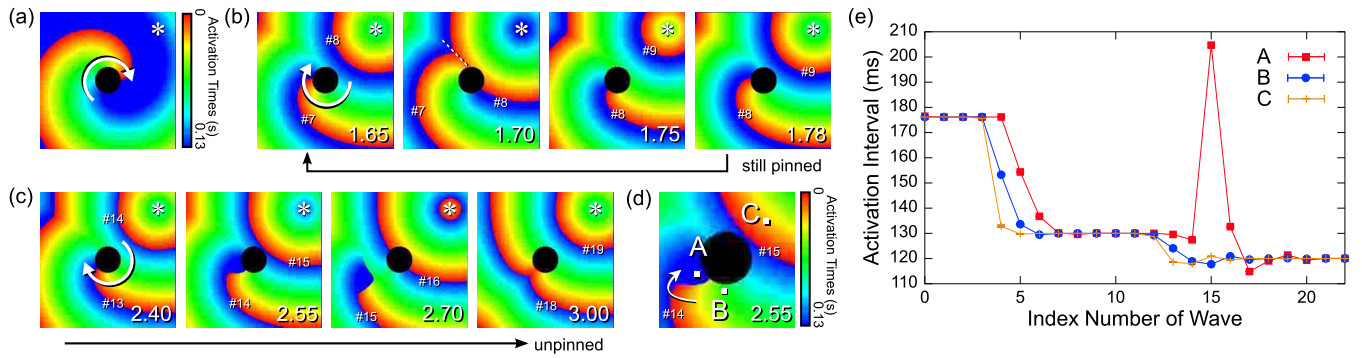 (a)
*
0
Activation Times (s)
0.13
(b)
#8
*
#7
1.65
*
#7
#8
1.70
*
#9
#8
1.75
*
#9
#8
1.78
still pinned
(c)
#14
*
#13
2.40
*
#15
#14
2.55
*
#16
#15
2.70
*
#19
#18
3.00
unpinned
(d)
C
A
#15
B
#14
2.55
0
Activation Times (s)
0.13
(e)
Activation Interval (ms)
210
200
190
180
170
160
150
140
130
120
110
A
B
C
0 5 10 15 20
Index Number of Wave